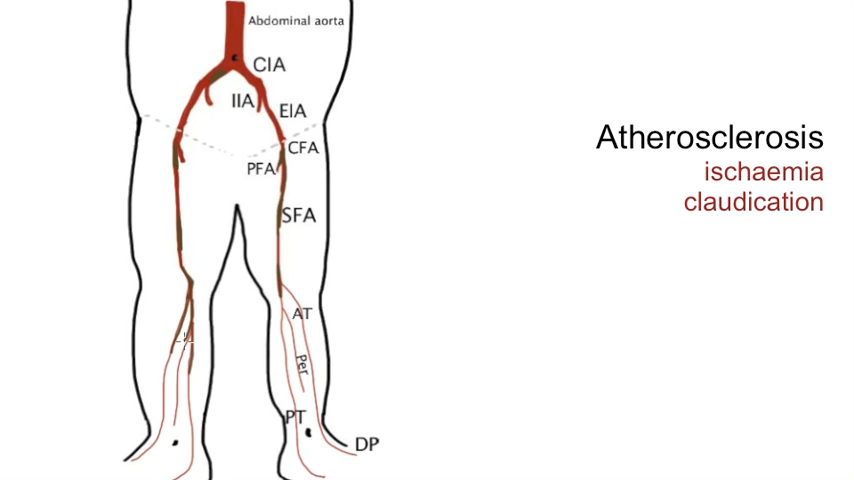 Abdominal aorta
CIA
IIA
EIA
CFA
PFA
SFA
AT
Per
PT
DP
Atherosclerosis
ischaemia
claudication